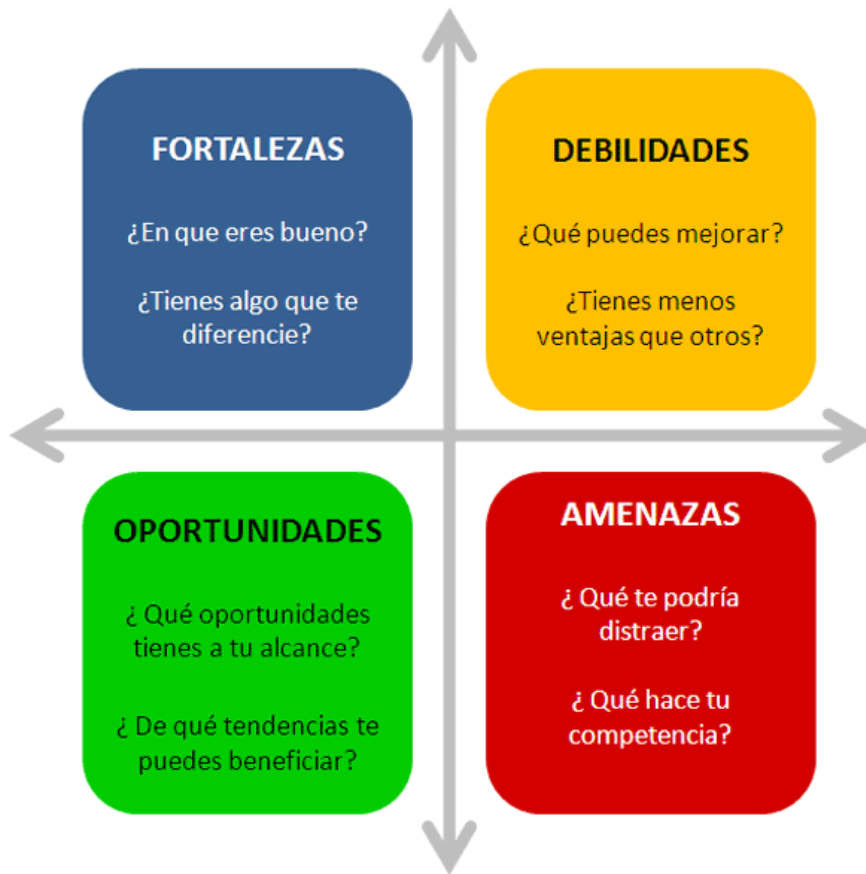 FORTALEZAS
¿En que eres bueno?
¿Tienes algo que te
diferencie?
DEBILIDADES
¿Qué puedes mejorar?
¿Tienes menos
ventajas que otros?
OPORTUNIDADES
¿ Qué oportunidades
tienes a tu alcance?
¿ De qué tendencias te
puedes beneficiar?
AMENAZAS
¿ Qué te podría
distraer?
¿ Qué hace tu
competencia?